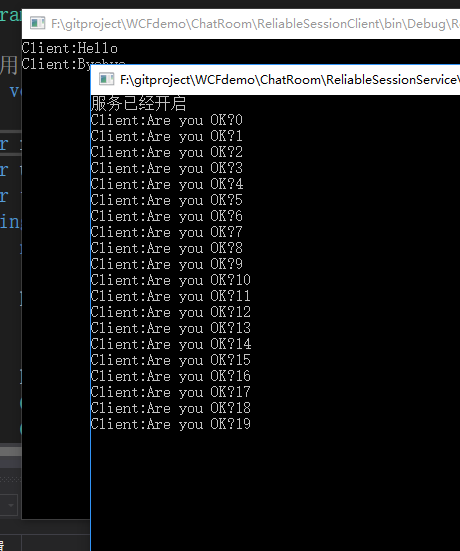 F:\gitproject\WCFdemo\ChatRoom\ReliableSessionClient\bin\Debug\R
Client:Hello
Client:Byebye
F:\gitproject\WCFdemo\ChatRoom\ReliableSessionService\
服务已经开启
Client:Are you OK?0
Client:Are you OK?1
Client:Are you OK?2
Client:Are you OK?3
Client:Are you OK?4
Client:Are you OK?5
Client:Are you OK?6
Client:Are you OK?7
Client:Are you OK?8
Client:Are you OK?9
Client:Are you OK?10
Client:Are you OK?11
Client:Are you OK?12
Client:Are you OK?13
Client:Are you OK?14
Client:Are you OK?15
Client:Are you OK?16
Client:Are you OK?17
Client:Are you OK?18
Client:Are you OK?19